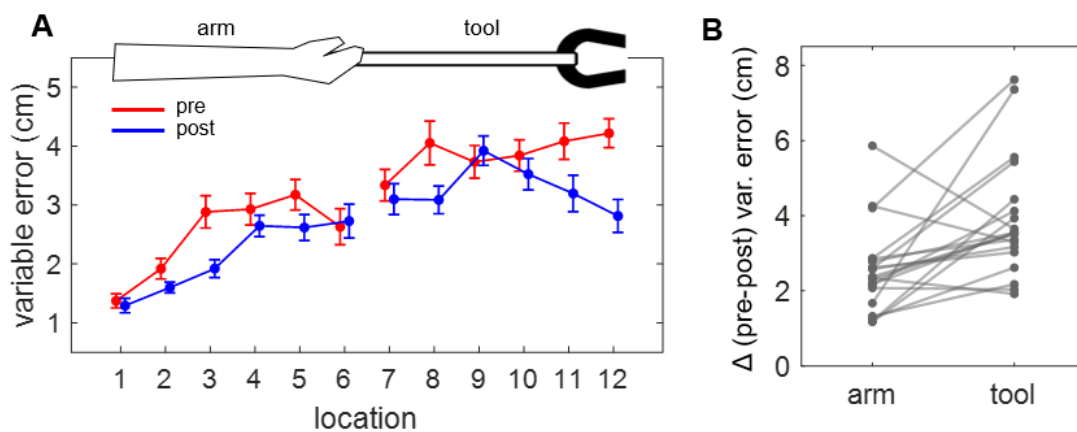 A
arm
tool
pre
post
variable error (cm)
5
4
3
2
1
1 2 3 4 5 6 7 8 9 10 11 12
location
B
Δ (pre-post) var. error (cm)
8
6
4
2
0
arm tool